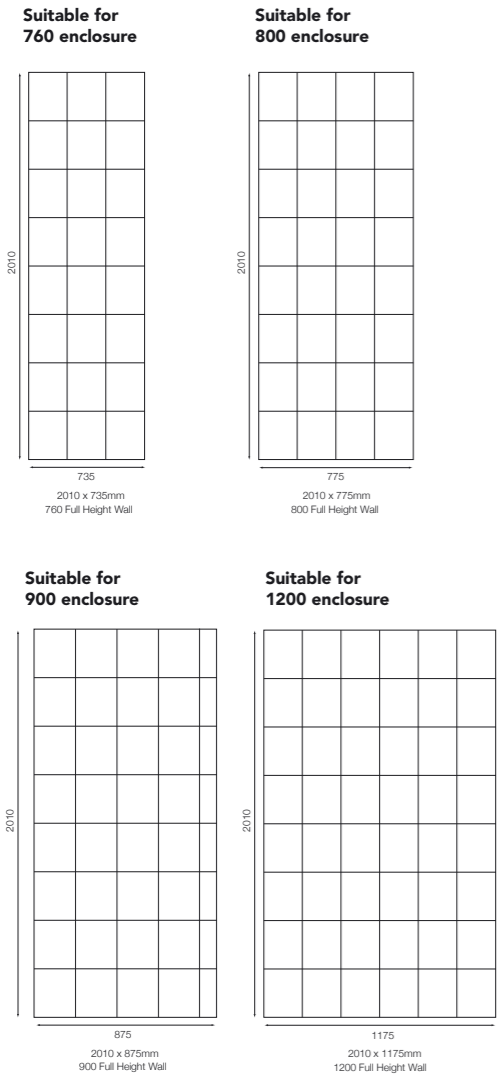 Suitable for
760 enclosure
2010
735
2010 x 735mm
760 Full Height Wall
Suitable for
800 enclosure
2010
775
2010 x 775mm
800 Full Height Wall
Suitable for
900 enclosure
2010
875
2010 x 875mm
900 Full Height Wall
Suitable for
1200 enclosure
2010
1175
2010 x 1175mm
1200 Full Height Wall